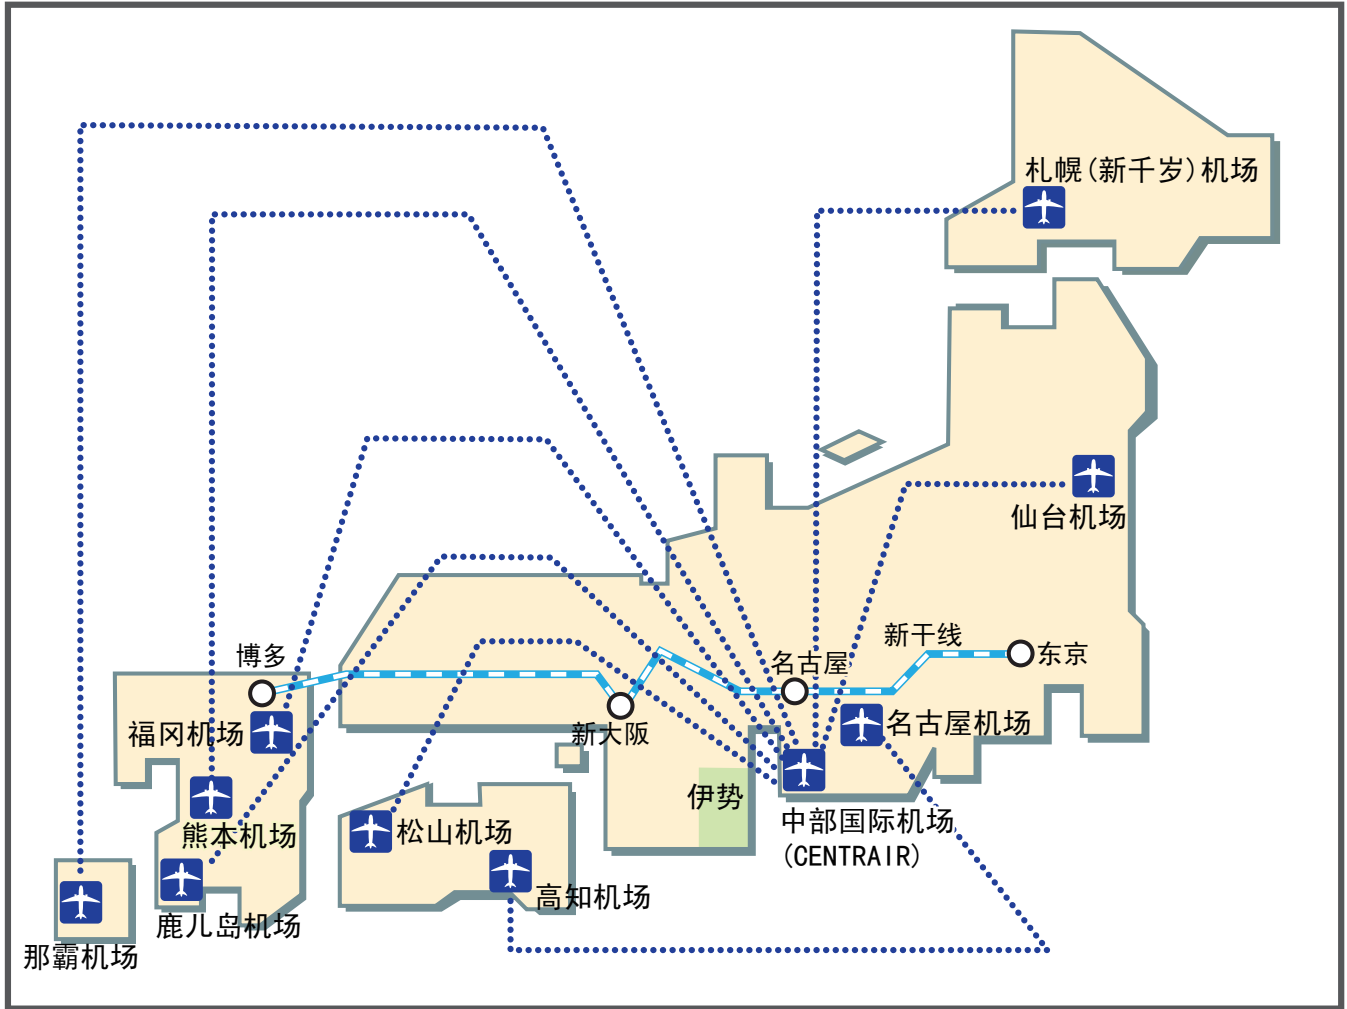 札幌(新千岁)机场
仙台机场
新干线
东京
博多
名古屋
福冈机场
新大阪
名古屋机场
伊势
熊本机场
松山机场
中部国际机场
(CENTRAIR)
高知机场
鹿儿岛机场
那霸机场